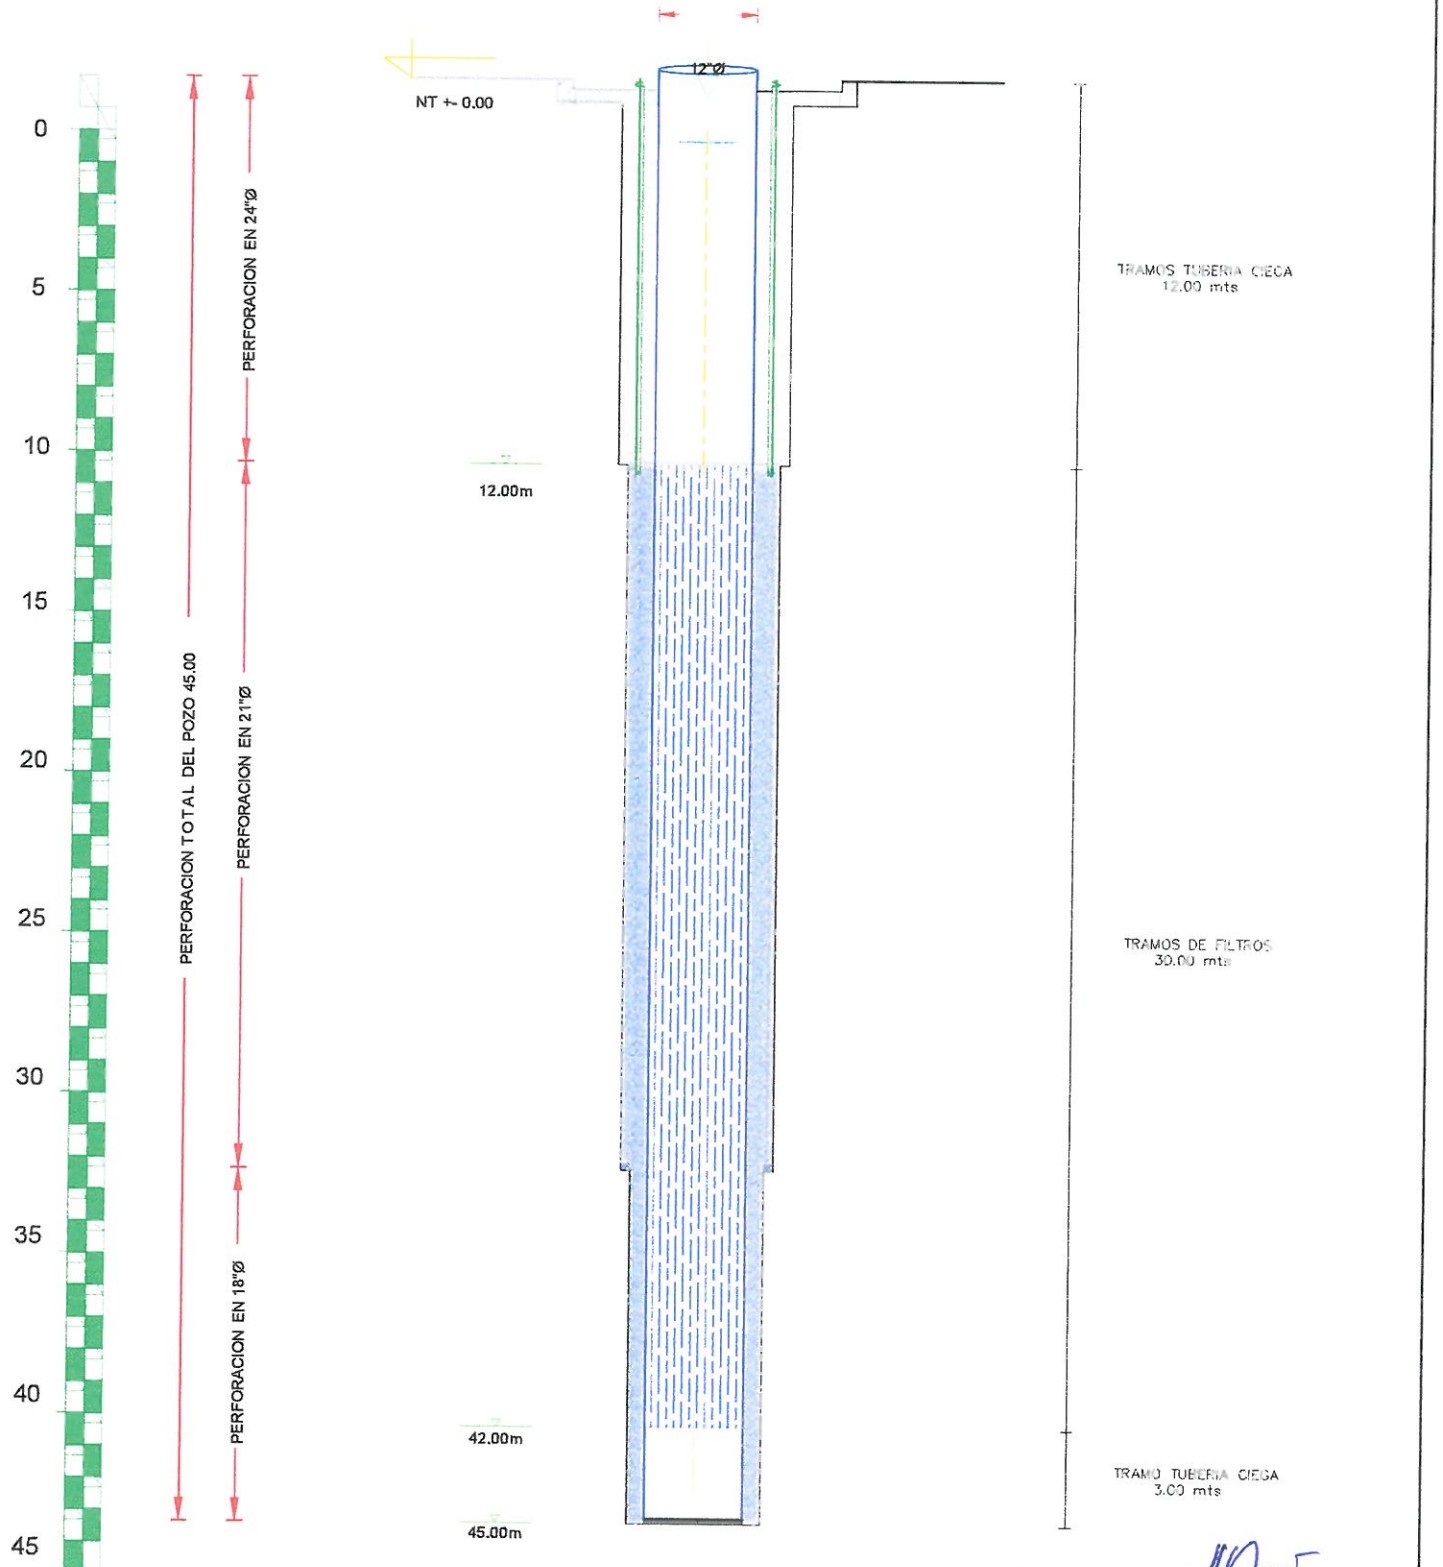 12"Ø
NT +- 0.00
0
5
10
15
20
25
30
35
40
45
PERFORACION TOTAL DEL POZO 45.00
PERFORACION EN 24"Ø
PERFORACION EN 21"Ø
PERFORACION EN 18"Ø
12.00m
42.00m
45.00m
TRAMOS TUBERIA CIEGA
12.00 mts
TRAMOS DE FILTROS
30.00 mts
TRAMO TUBERIA CIEGA
3.00 mts